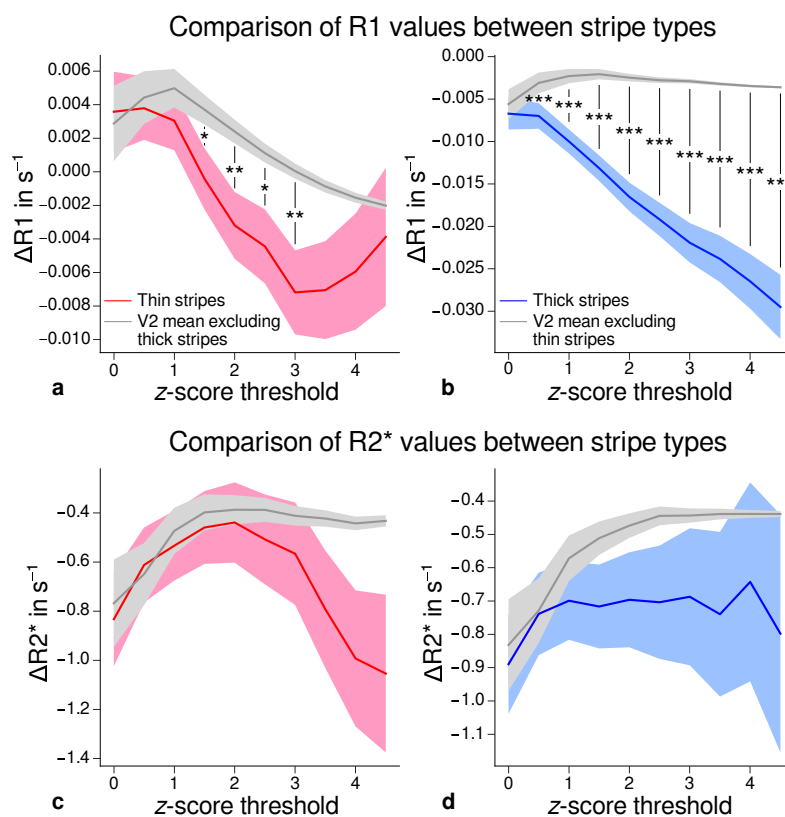 Comparison of R1 values between stripe types
0.006
0.004
0.002
0.000
−0.002
−0.004
−0.006
−0.008
−0.010
ΔR1 in s⁻¹
*
**
*
**
Thin stripes
V2 mean excluding
thick stripes
0 1 2 3 4
a z-score threshold
0.000
−0.005
−0.010
−0.015
−0.020
−0.025
−0.030
ΔR1 in s⁻¹
***
***
***
***
***
***
***
***
**
Thick stripes
V2 mean excluding
thin stripes
0 1 2 3 4
b z-score threshold
Comparison of R2* values between stripe types
−0.4
−0.6
−0.8
−1.0
−1.2
−1.4
ΔR2* in s⁻¹
0 1 2 3 4
c z-score threshold
−0.4
−0.5
−0.6
−0.7
−0.8
−0.9
−1.0
−1.1
ΔR2* in s⁻¹
0 1 2 3 4
d z-score threshold